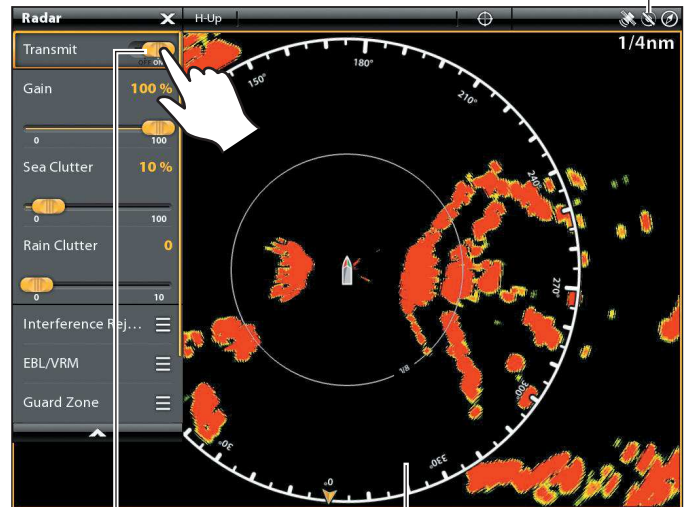 Radar X H-Up
1/4nm
Transmit
OFF ON
Gain 100 %
0 100
Sea Clutter 10 %
0 100
Rain Clutter 0
0 10
Interference Rej...
EBL/VRM
Guard Zone
150°
180°
210°
240°
270°
300°
330°
0°
30°
1/8